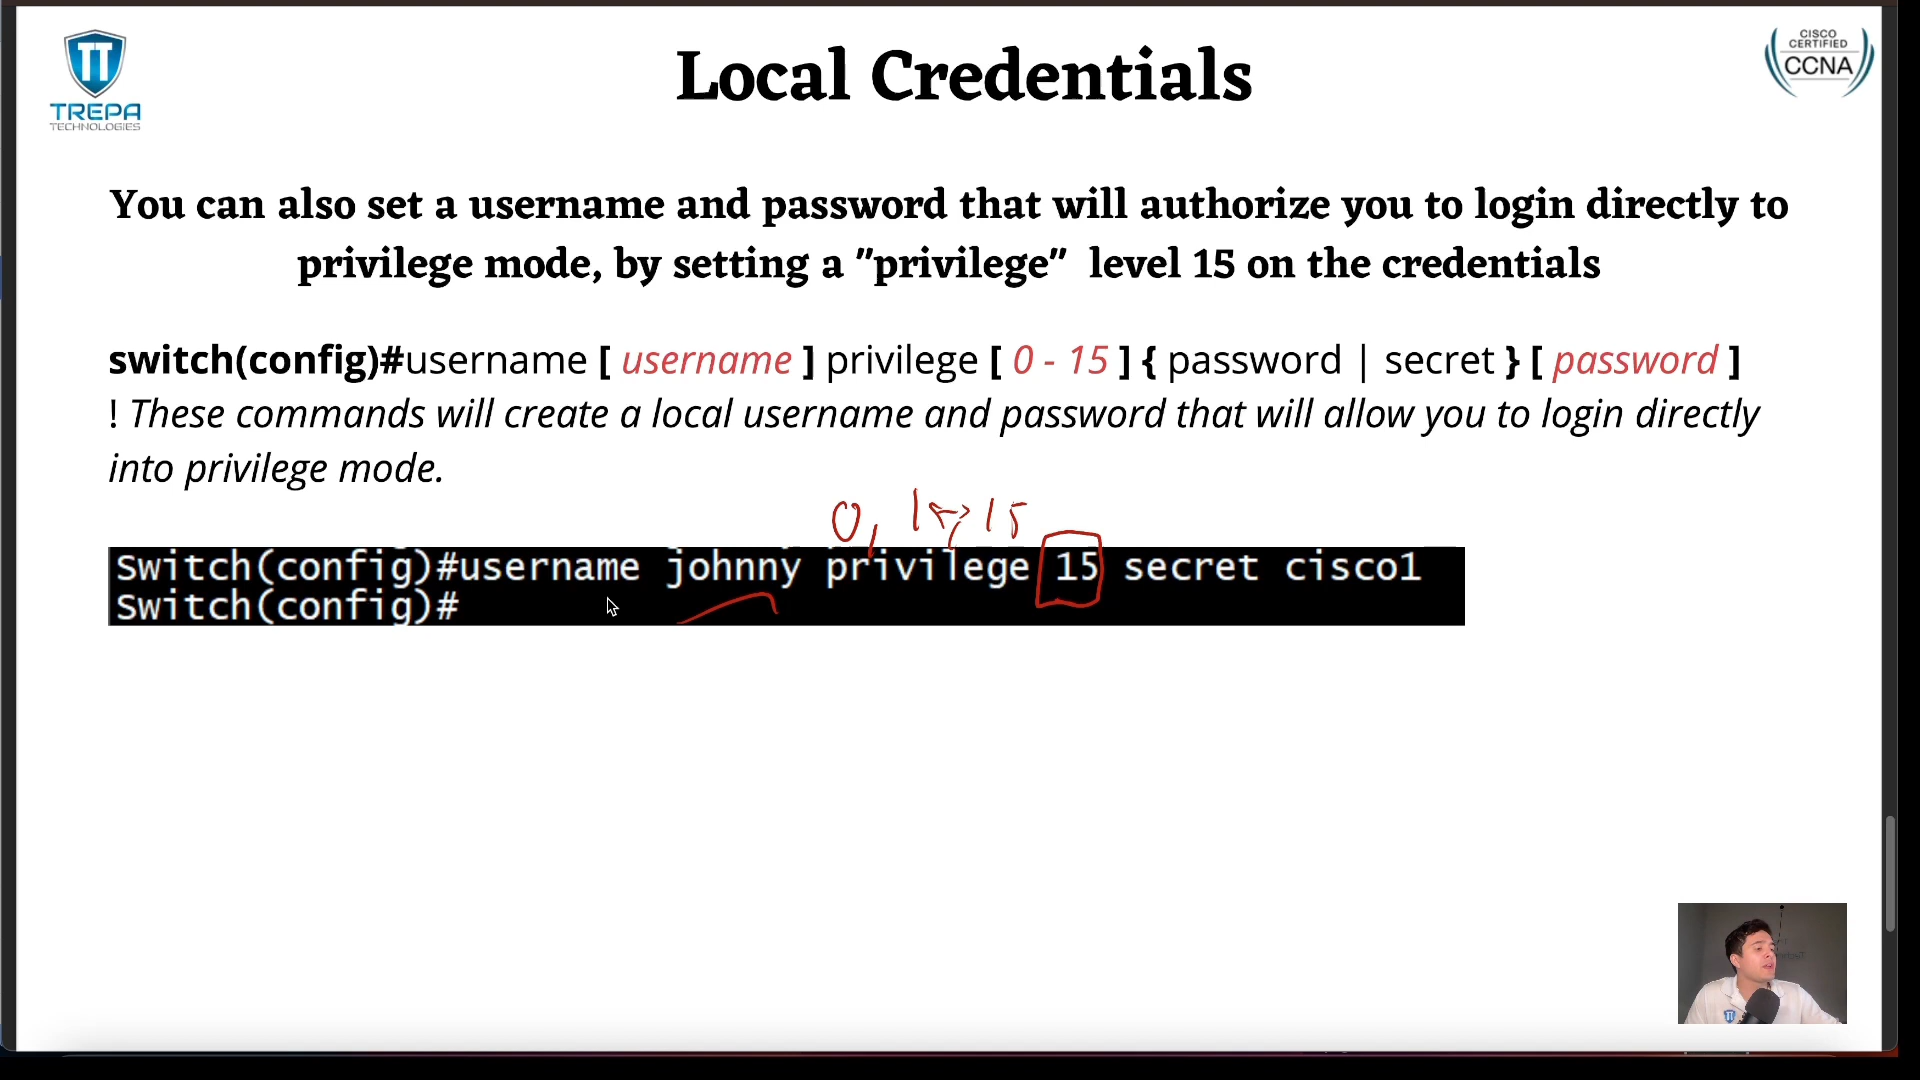 TREPA
TECHNOLOGIES
Local Credentials
CISCO
CERTIFIED
CCNA
You can also set a username and password that will authorize you to login directly to
privilege mode, by setting a "privilege" level 15 on the credentials
switch(config)#username [ username ] privilege [ 0 - 15 ] { password | secret } [ password ]
! These commands will create a local username and password that will allow you to login directly
into privilege mode.
0, 1 15
Switch(config)#username johnny privilege 15 secret cisco1
Switch(config)#